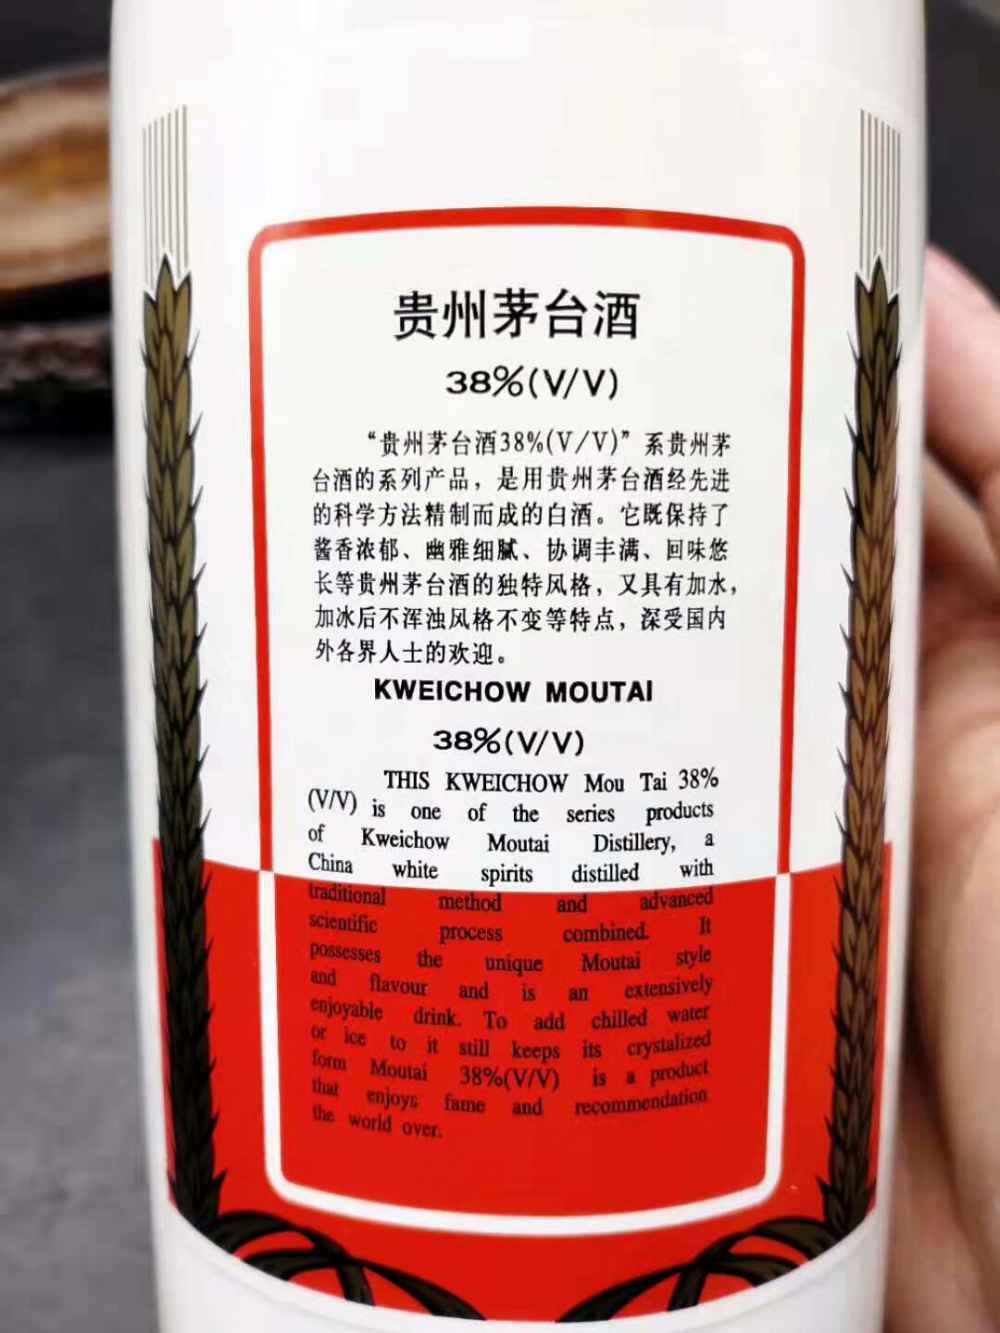 贵州茅台酒
38%(V/V)
“贵州茅台酒38%(V/V)”系贵州茅
台酒的系列产品，是用贵州茅台酒经先进
的科学方法精制而成的白酒。它既保持了
酱香浓郁、幽雅细腻、协调丰满、回味悠
长等贵州茅台酒的独特风格，又具有加水，
加冰后不浑浊风格不变等特点，深受国内
外各界人士的欢迎。
KWEICHOW MOUTAI
38%(V/V)
THIS KWEICHOW Mou Tai 38%
(V/V) is one of the series products
of Kweichow Moutai Distillery, a
China white spirits distilled with
traditional method and advanced
scientific process combined. It
possesses the unique Moutai style
and flavour and is an extensively
enjoyable drink. To add chilled water
or ice to it still keeps its crystalized
form Moutai 38%(V/V) is a product
that enjoys fame and recommendation
the world over.